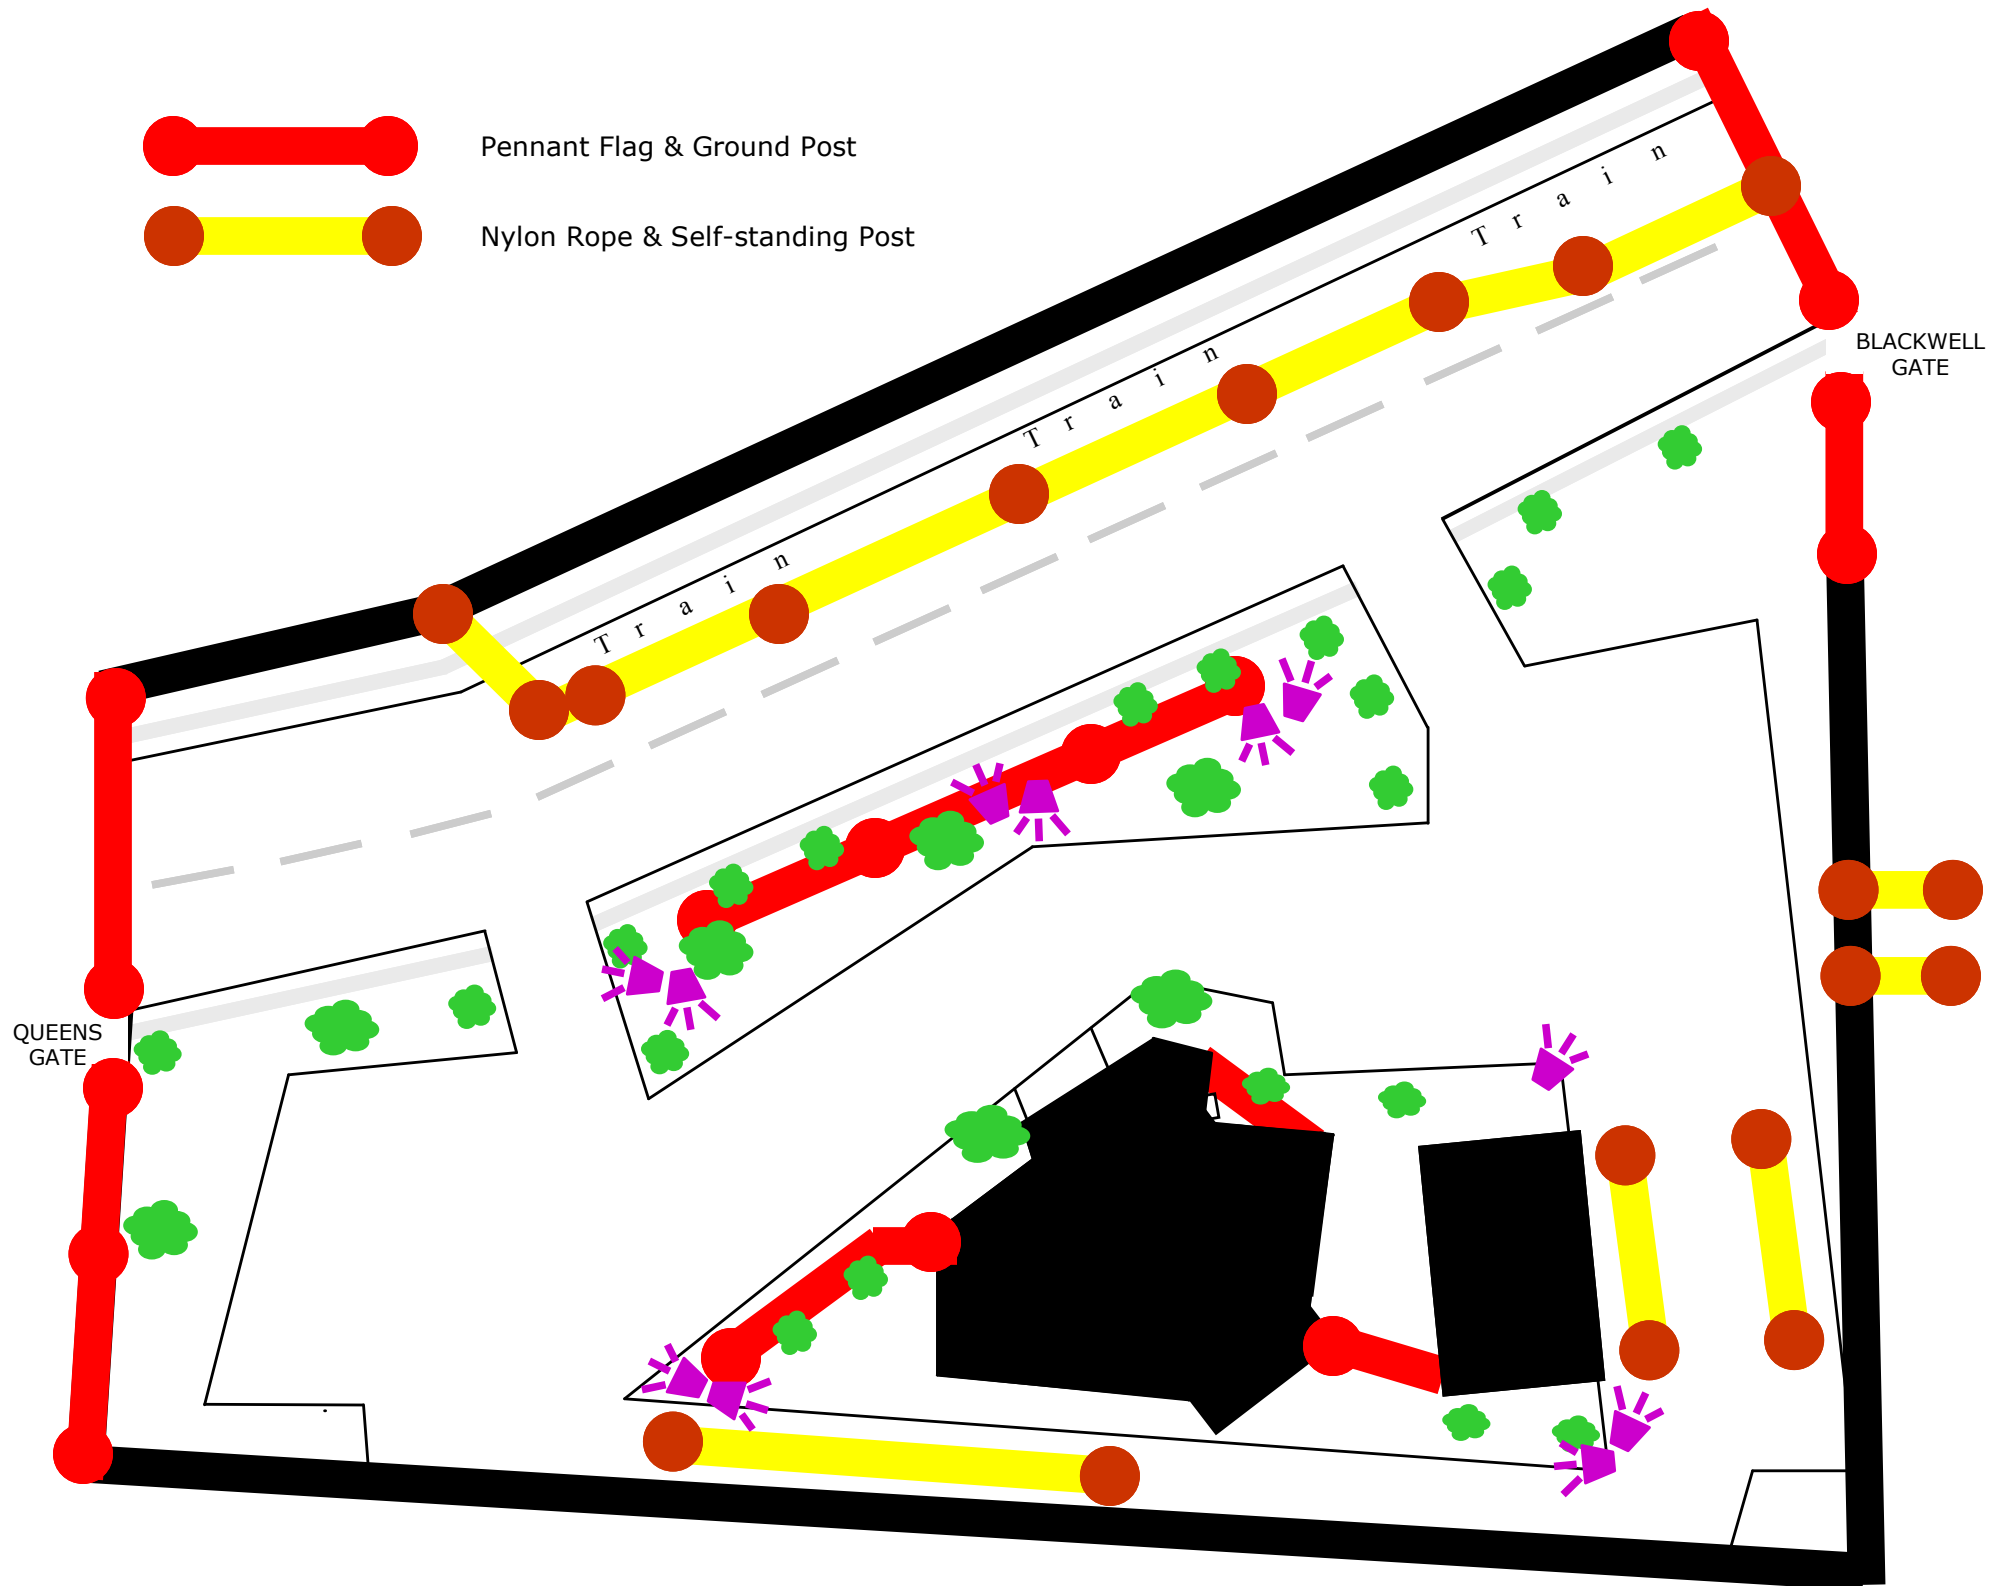 Pennant Flag & Ground Post
Nylon Rope & Self-standing Post
Train
Train
Train
BLACKWELL
GATE
QUEENS
GATE